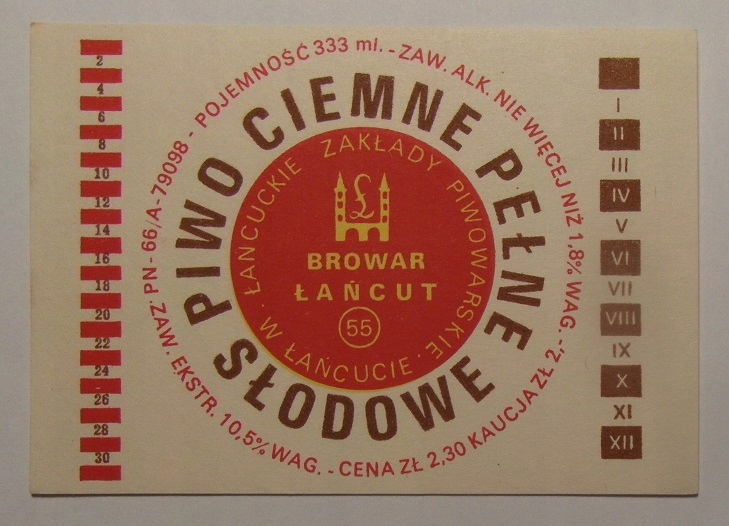 2
4
6
8
10
12
14
16
18
20
22
24
26
28
30
ZAW. EKSTR. 10,5% WAG. - CENA ZŁ 2,30 KAUCJA ZŁ 2,-
PN-66/A-79098 - POJEMNOŚĆ 333 ml. - ZAW. ALK. NIE WIĘCEJ NIŻ 1,8% WAG. -
PIWO CIEMNE PEŁNE
SŁODOWE
ŁANCUCKIE ZAKŁADY PIWOWARSKIE
· W ŁAŃCUCIE ·
£
BROWAR
ŁAŃCUT
55
I
II
III
IV
V
VI
VII
VIII
IX
X
XI
XII